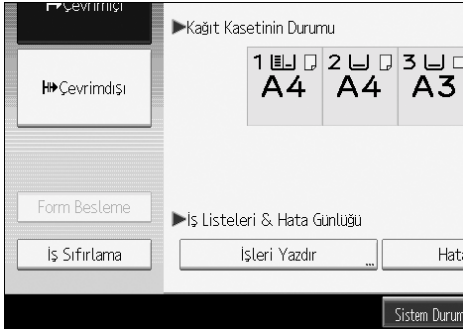 Çevrimiçi
▶Kağıt Kasetinin Durumu
1 2 3
A4 A4 A3
Çevrimdışı
Form Besleme
▶İş Listeleri & Hata Günlüğü
İş Sıfırlama
İşleri Yazdır ...
Hata
Sistem Durum